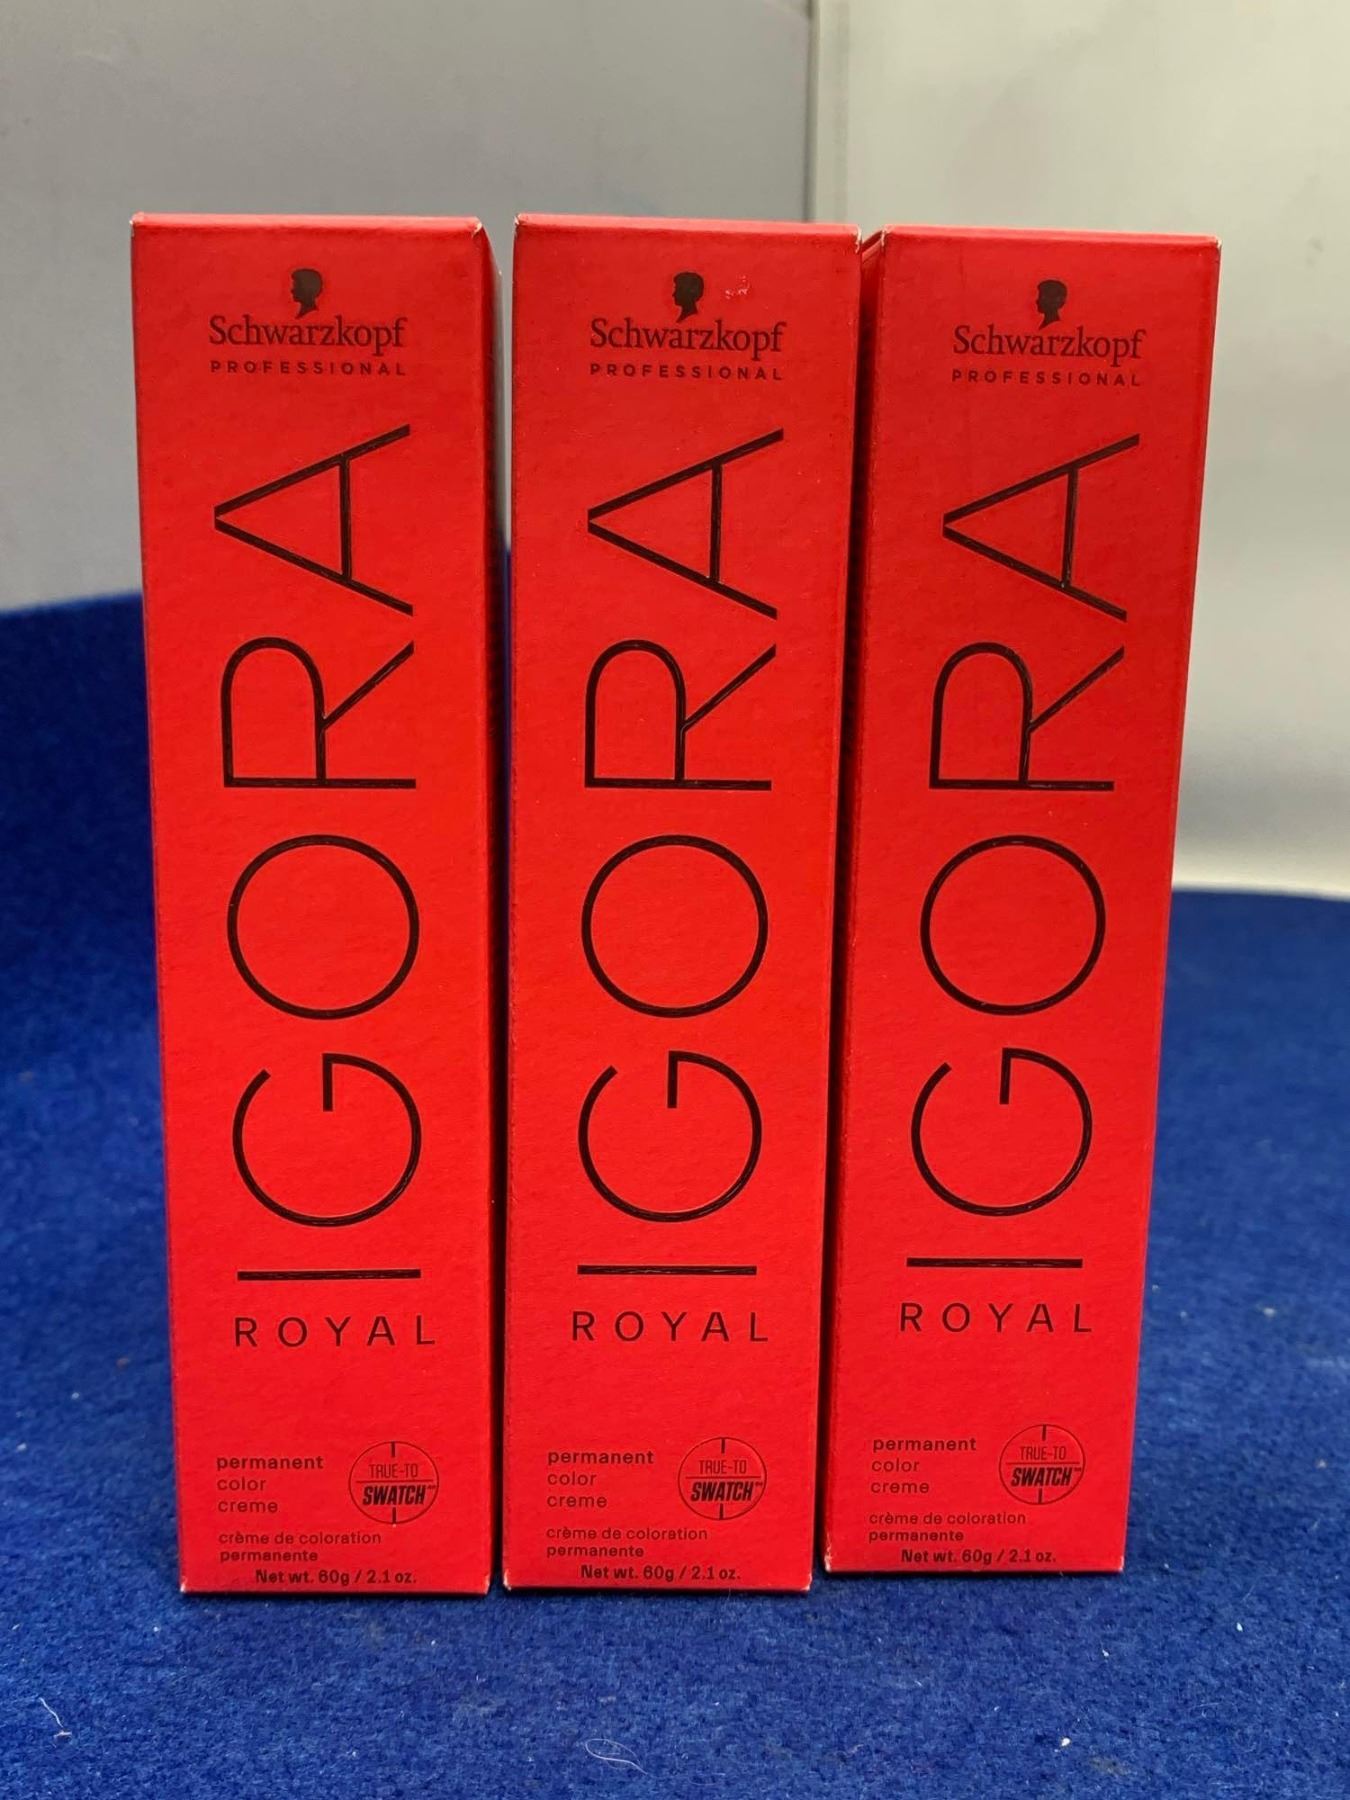 Schwarzkopf
PROFESSIONAL
IGORA
ROYAL
permanent
color
creme
TRUE-TO
SWATCH
crème de coloration
permanente
Net wt. 60g / 2.1 oz.
Schwarzkopf
PROFESSIONAL
IGORA
ROYAL
permanent
color
creme
TRUE-TO
SWATCH
crème de coloration
permanente
Net wt. 60g / 2.1 oz.
Schwarzkopf
PROFESSIONAL
IGORA
ROYAL
permanent
color
creme
TRUE-TO
SWATCH
crème de coloration
permanente
Net wt. 60g / 2.1 oz.